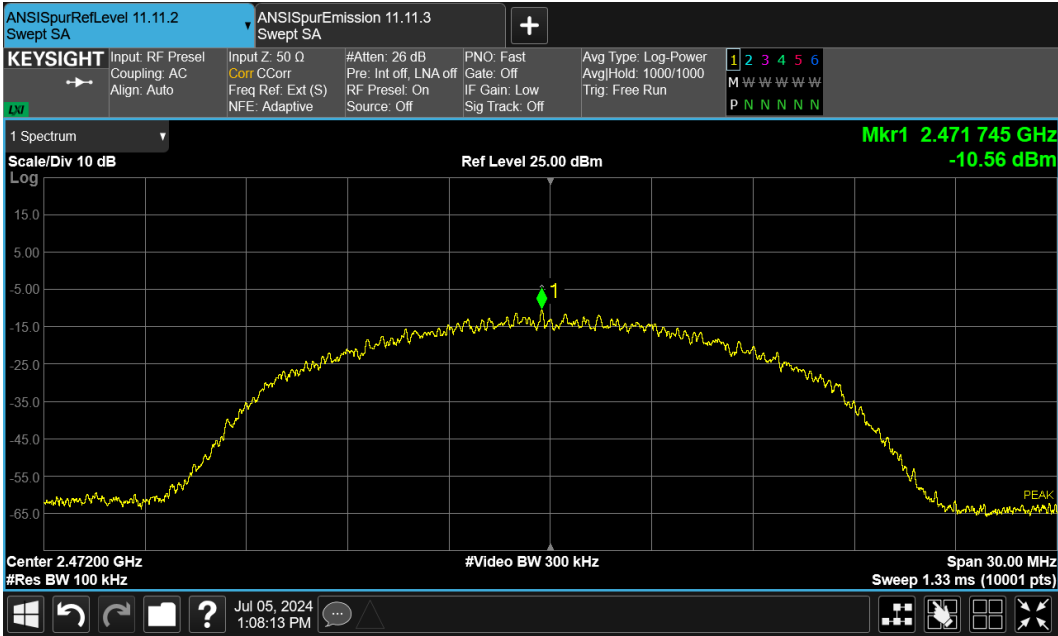 ANSISpurRefLevel 11.11.2
Swept SA
ANSISpurEmission 11.11.3
Swept SA
KEYSIGHT
LXI
Input: RF Presel
Coupling: AC
Align: Auto
Input Z: 50 Ω
Corr CCorr
Freq Ref: Ext (S)
NFE: Adaptive
#Atten: 26 dB
Pre: Int off, LNA off
RF Presel: On
Source: Off
PNO: Fast
Gate: Off
IF Gain: Low
Sig Track: Off
Avg Type: Log-Power
Avg|Hold: 1000/1000
Trig: Free Run
1 2 3 4 5 6
M W W W W W
P N N N N N
1 Spectrum
Mkr1 2.471 745 GHz
Scale/Div 10 dB
Ref Level 25.00 dBm
-10.56 dBm
Log
15.0
5.00
-5.00
1
-15.0
-25.0
-35.0
-45.0
-55.0
PEAK
-65.0
Center 2.47200 GHz
#Video BW 300 kHz
Span 30.00 MHz
#Res BW 100 kHz
Sweep 1.33 ms (10001 pts)
?
Jul 05, 2024
1:08:13 PM